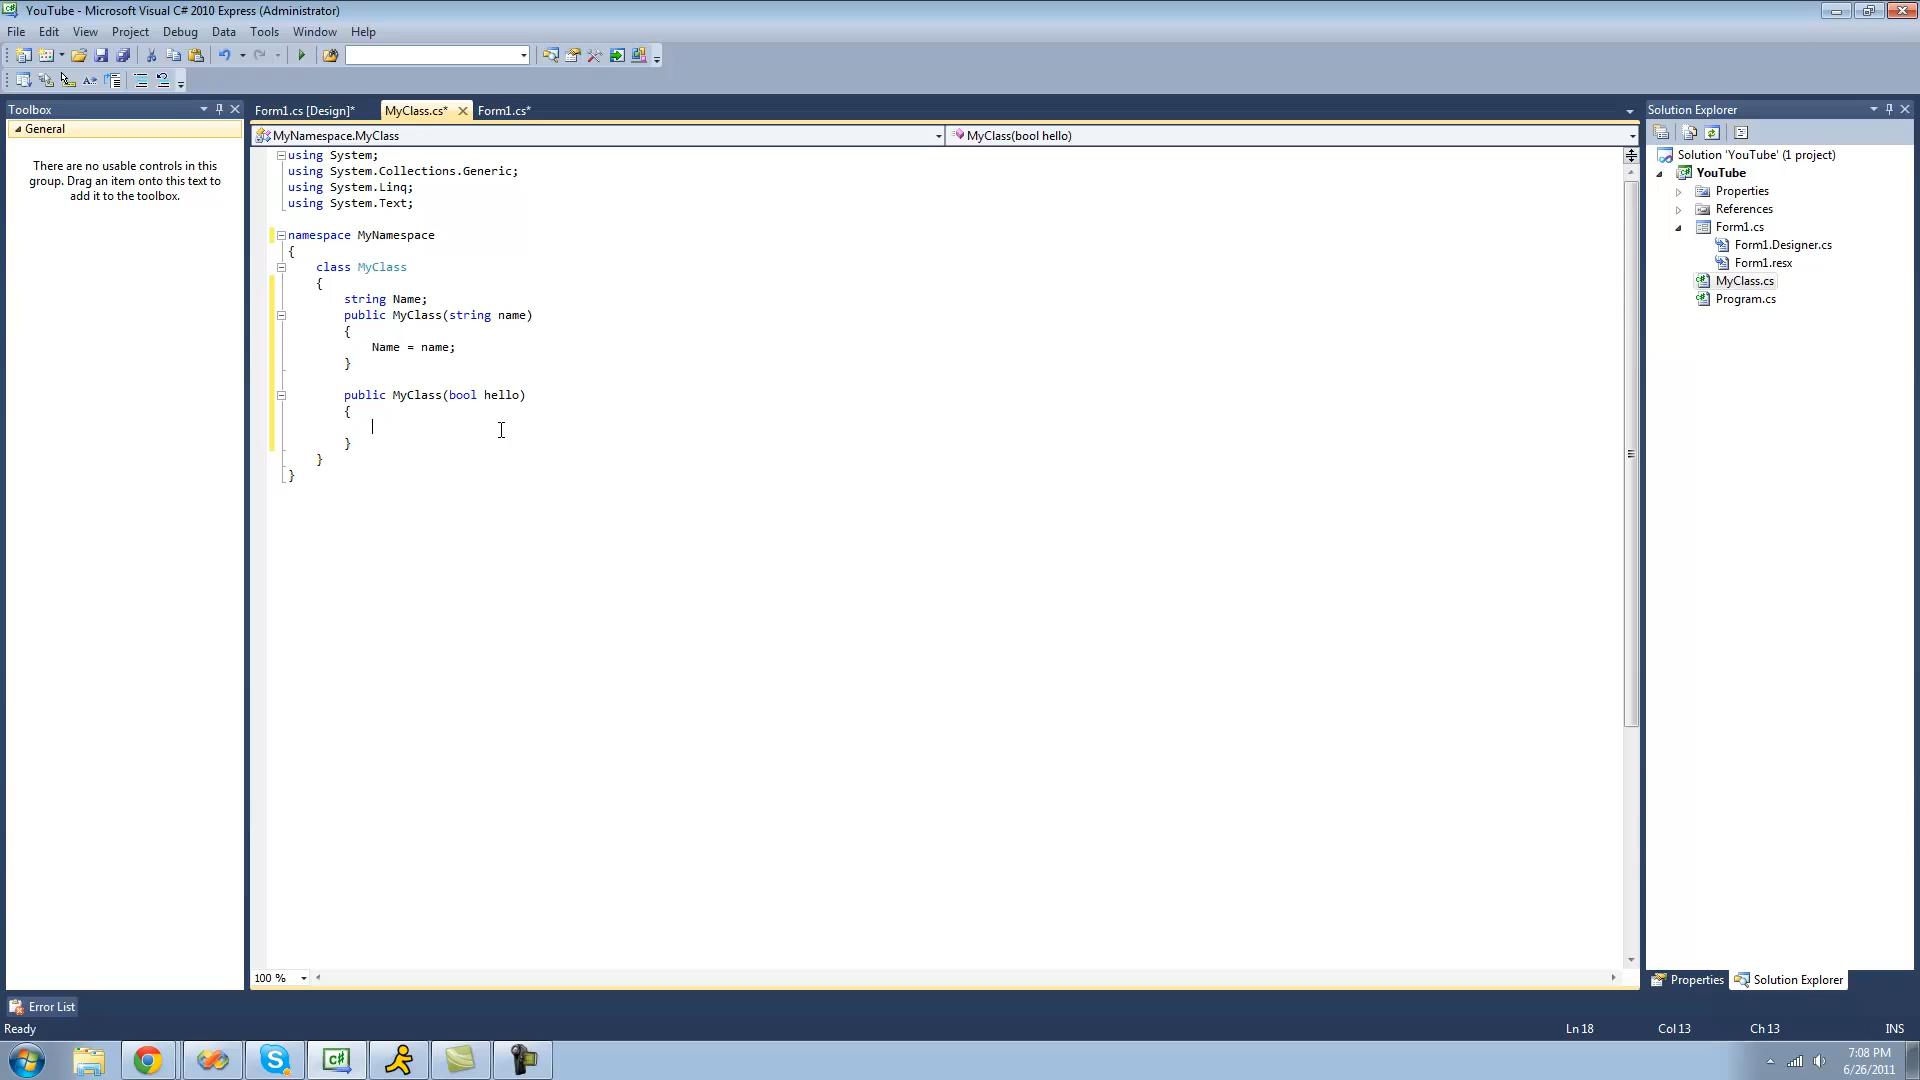 YouTube - Microsoft Visual C# 2010 Express (Administrator)
File Edit View Project Debug Data Tools Window Help
Toolbox
General
There are no usable controls in this
group. Drag an item onto this text to
add it to the toolbox.
Form1.cs [Design]* MyClass.cs* Form1.cs*
MyNamespace.MyClass MyClass(bool hello)
using System;
using System.Collections.Generic;
using System.Linq;
using System.Text;
namespace MyNamespace
{
class MyClass
{
string Name;
public MyClass(string name)
{
Name = name;
}
public MyClass(bool hello)
{
}
}
}
100 %
Solution Explorer
Solution 'YouTube' (1 project)
YouTube
Properties
References
Form1.cs
Form1.Designer.cs
Form1.resx
MyClass.cs
Program.cs
Properties Solution Explorer
Error List
Ready Ln 18 Col 13 Ch 13 INS
7:08 PM
6/26/2011